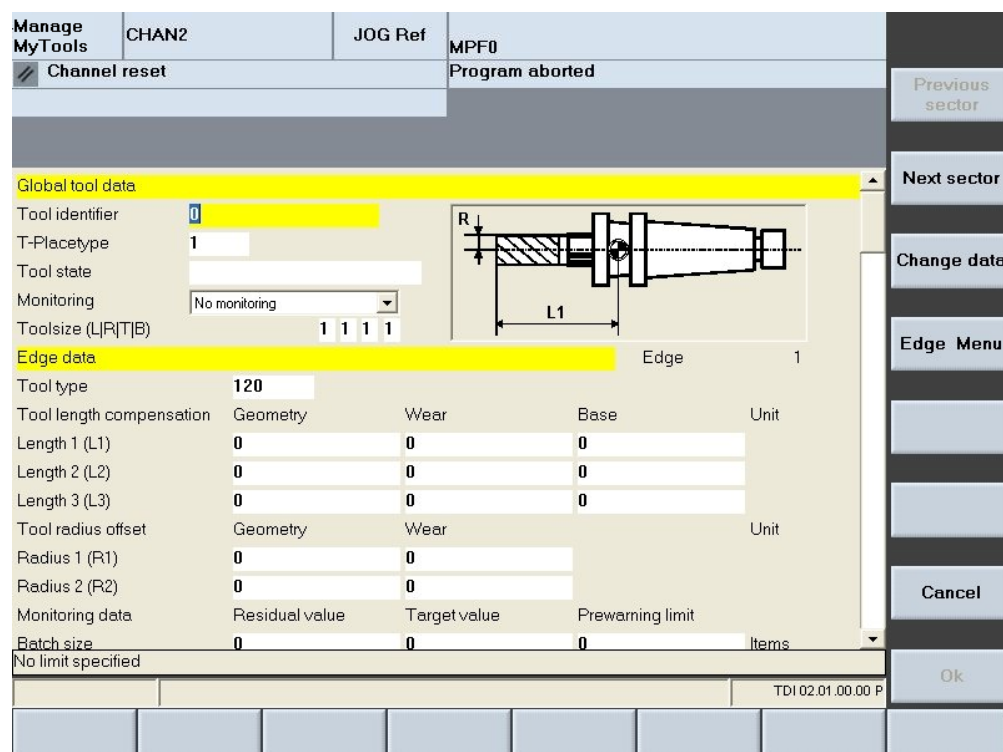 Manage MyTools CHAN2 JOG Ref MPF0
Channel reset Program aborted
Previous sector
Global tool data
Next sector
Tool identifier 0
R
T-Placetype 1
Tool state
Change data
Monitoring No monitoring
L1
Toolsize (L|R|T|B) 1 1 1 1
Edge Menu
Edge data Edge 1
Tool type 120
Tool length compensation Geometry Wear Base Unit
Length 1 (L1) 0 0 0
Length 2 (L2) 0 0 0
Length 3 (L3) 0 0 0
Tool radius offset Geometry Wear Unit
Radius 1 (R1) 0 0
Radius 2 (R2) 0 0
Cancel
Monitoring data Residual value Target value Prewarning limit
Batch size 0 0 0 Items
No limit specified
Ok
TDI 02.01.00.00 P